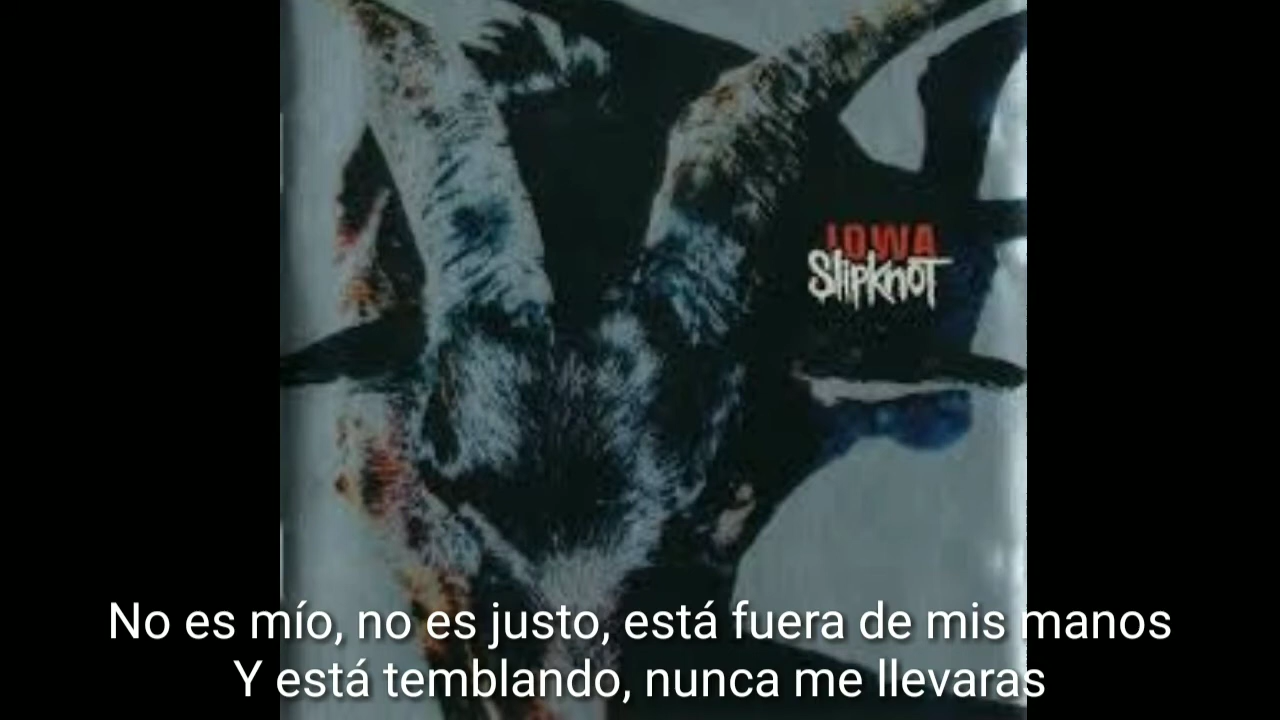 IOWA
Slipknot
No es mío, no es justo, está fuera de mis manos
Y está temblando, nunca me llevaras